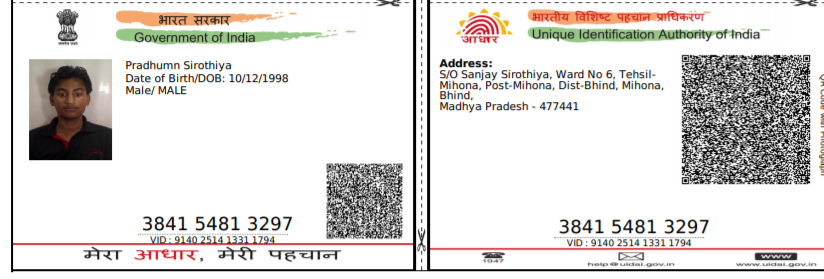 भारत सरकार
Government of India
Pradhumn Sirothiya
Date of Birth/DOB: 10/12/1998
Male/ MALE
3841 5481 3297
VID : 9140 2514 1331 1794
मेरा आधार, मेरी पहचान
भारतीय विशिष्ट पहचान प्राधिकरण
आधार
Unique Identification Authority of India
Address:
S/O Sanjay Sirothiya, Ward No 6, Tehsil-
Mihona, Post-Mihona, Dist-Bhind, Mihona,
Bhind,
Madhya Pradesh - 477441
3841 5481 3297
VID : 9140 2514 1331 1794
1947
help@uidai.gov.in
www
www.uidai.gov.in